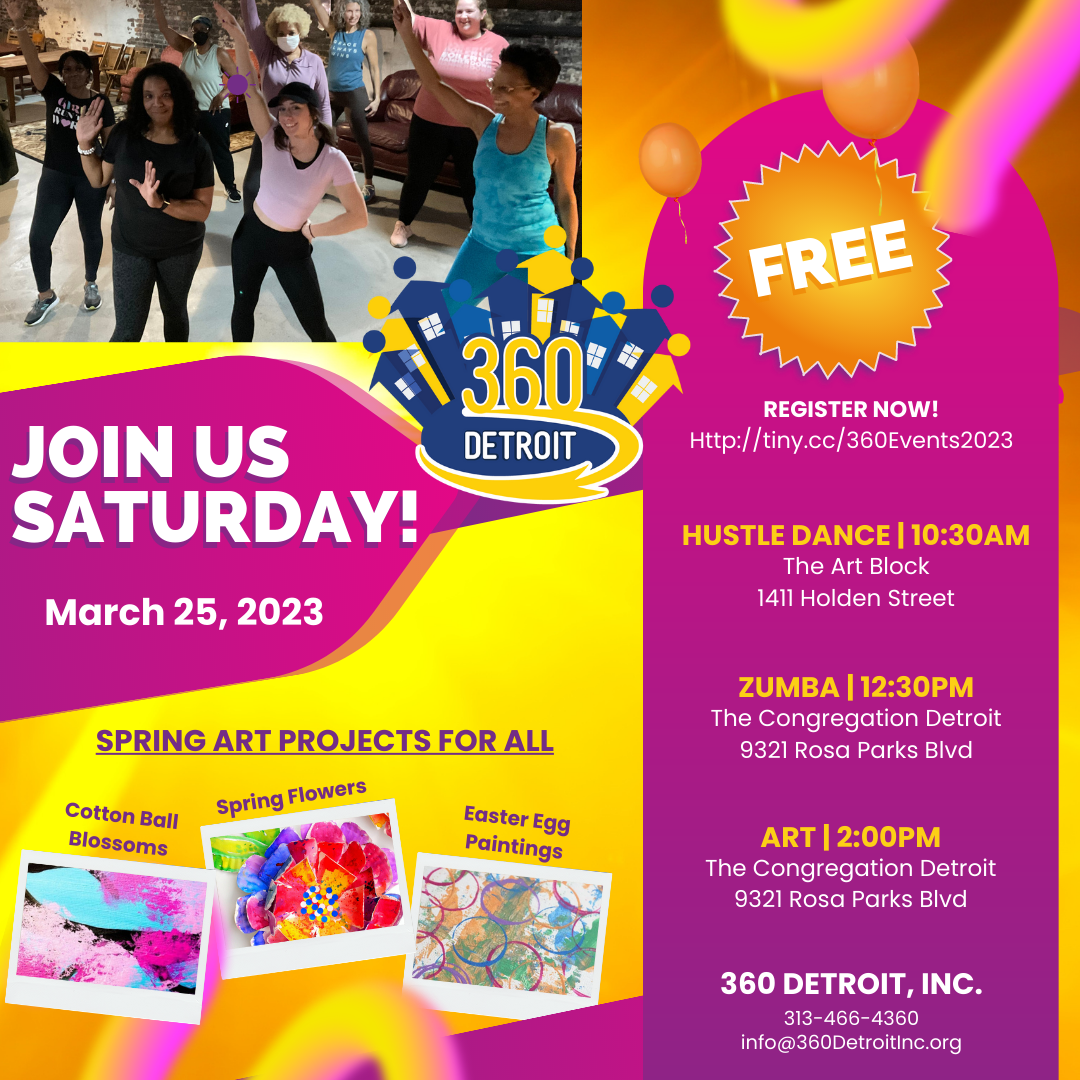 360
DETROIT
JOIN US
SATURDAY!
March 25, 2023
SPRING ART PROJECTS FOR ALL
Cotton Ball
Blossoms
Spring Flowers
Easter Egg
Paintings
FREE
REGISTER NOW!
Http://tiny.cc/360Events2023
HUSTLE DANCE | 10:30AM
The Art Block
1411 Holden Street
ZUMBA | 12:30PM
The Congregation Detroit
9321 Rosa Parks Blvd
ART | 2:00PM
The Congregation Detroit
9321 Rosa Parks Blvd
360 DETROIT, INC.
313-466-4360
info@360DetroitInc.org